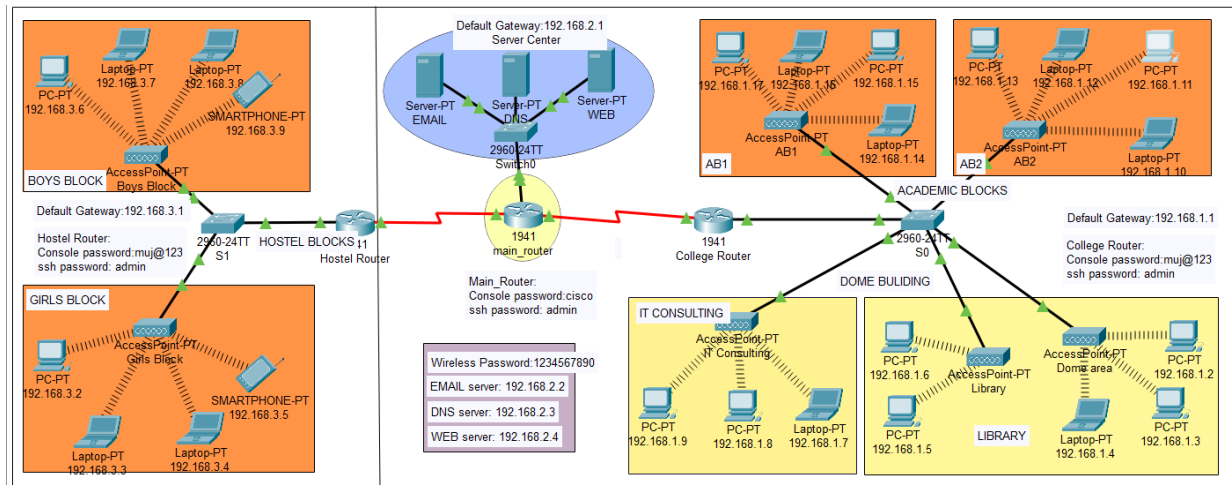 PC-PT
192.168.3.6
Laptop-PT
192.168.3.7
Laptop-PT
192.168.3.8
SMARTPHONE-PT
192.168.3.9
AccessPoint-PT
Boys Block
BOYS BLOCK
Default Gateway:192.168.3.1
Hostel Router:
Console password:muj@123
ssh password: admin
2960-24TT
S1
HOSTEL BLOCKS
Hostel Router
GIRLS BLOCK
AccessPoint-PT
Girls Block
PC-PT
192.168.3.2
Laptop-PT
192.168.3.3
Laptop-PT
192.168.3.4
SMARTPHONE-PT
192.168.3.5
Default Gateway:192.168.2.1
Server Center
Server-PT
EMAIL
Server-PT
DNS
Server-PT
WEB
2960-24TT
Switch0
1941
main_router
Main_Router:
Console password:cisco
ssh password: admin
Wireless Password:1234567890
EMAIL server: 192.168.2.2
DNS server: 192.168.2.3
WEB server: 192.168.2.4
1941
College Router
PC-PT
192.168.1.17
Laptop-PT
192.168.1.16
PC-PT
192.168.1.15
Laptop-PT
192.168.1.14
AccessPoint-PT
AB1
AB1
PC-PT
192.168.1.13
Laptop-PT
192.168.1.12
PC-PT
192.168.1.11
Laptop-PT
192.168.1.10
AccessPoint-PT
AB2
AB2
ACADEMIC BLOCKS
2960-24TT
S0
Default Gateway:192.168.1.1
College Router:
Console password:muj@123
ssh password: admin
DOME BULIDING
IT CONSULTING
AccessPoint-PT
IT Consulting
PC-PT
192.168.1.9
PC-PT
192.168.1.8
Laptop-PT
192.168.1.7
PC-PT
192.168.1.6
PC-PT
192.168.1.5
AccessPoint-PT
Library
AccessPoint-PT
Dome area
PC-PT
192.168.1.2
PC-PT
192.168.1.3
Laptop-PT
192.168.1.4
LIBRARY